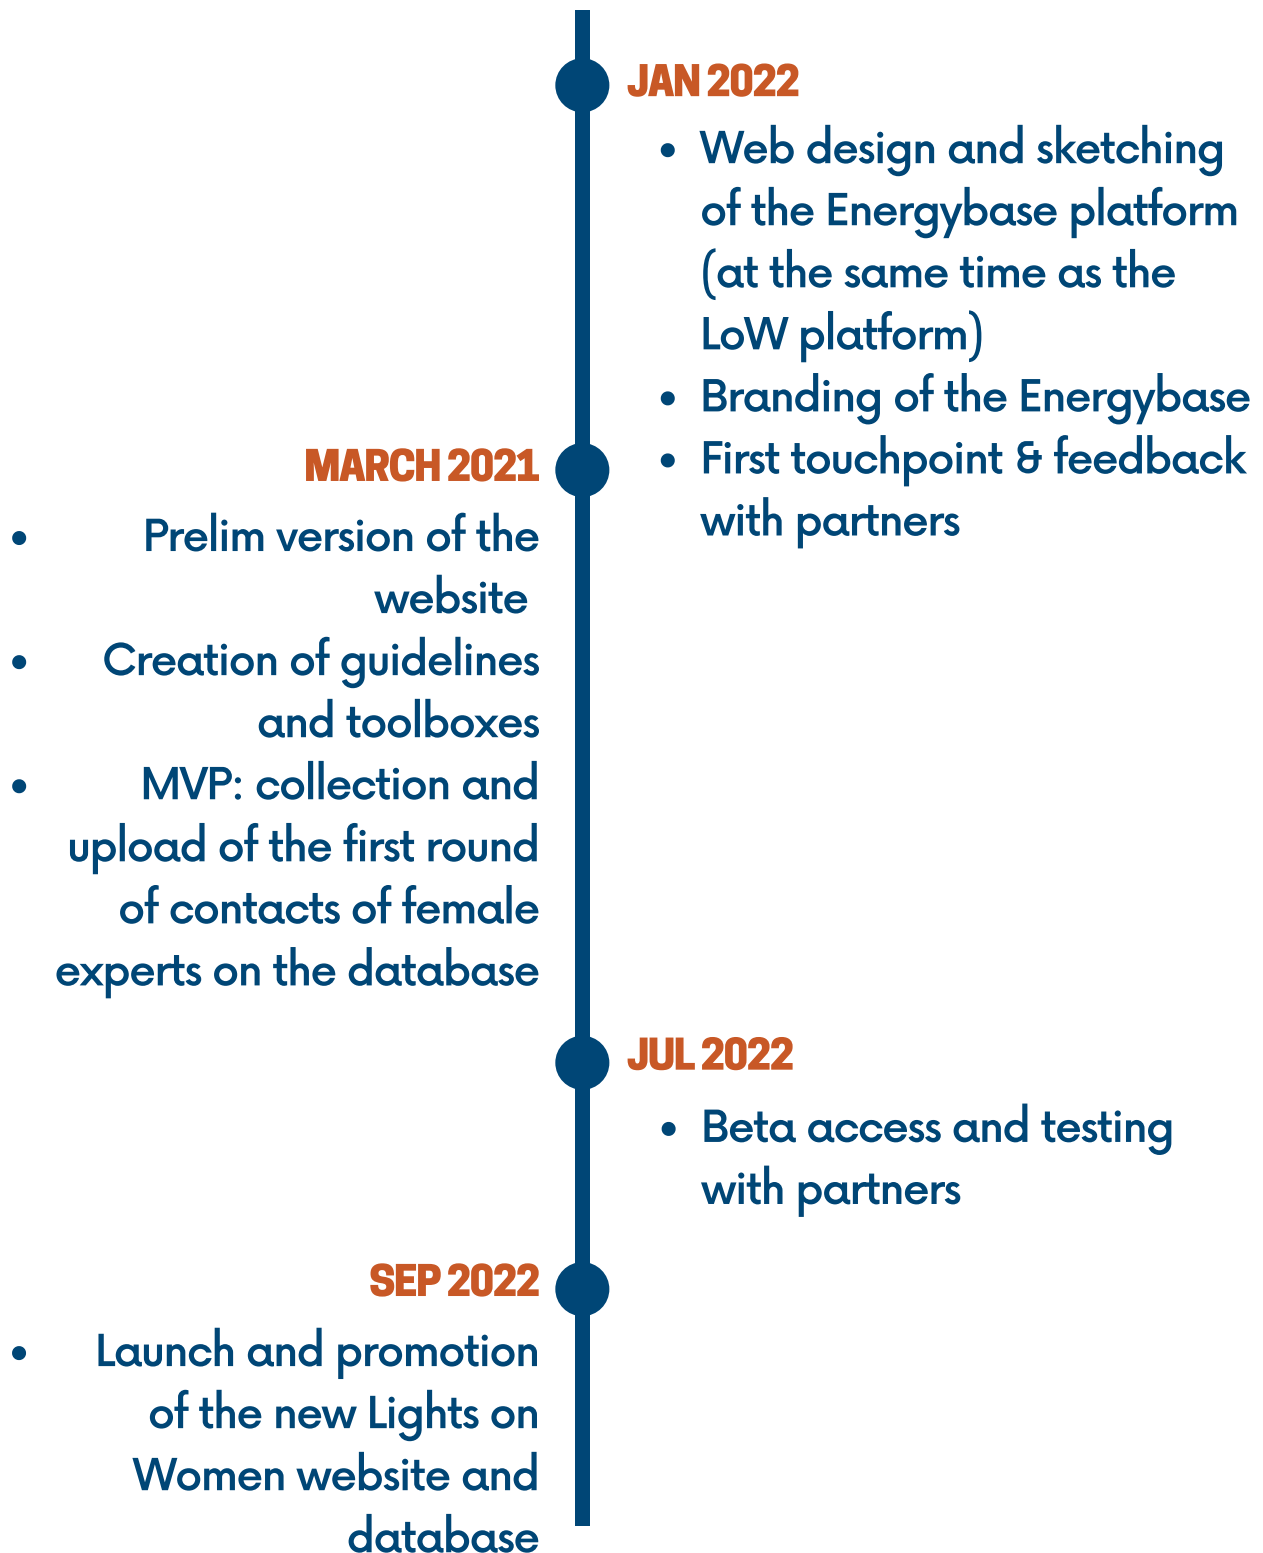 JAN 2022
• Web design and sketching
of the Energybase platform
(at the same time as the
LoW platform)
• Branding of the Energybase
• First touchpoint & feedback
with partners
MARCH 2021
• Prelim version of the
website
• Creation of guidelines
and toolboxes
• MVP: collection and
upload of the first round
of contacts of female
experts on the database
JUL 2022
• Beta access and testing
with partners
SEP 2022
• Launch and promotion
of the new Lights on
Women website and
database